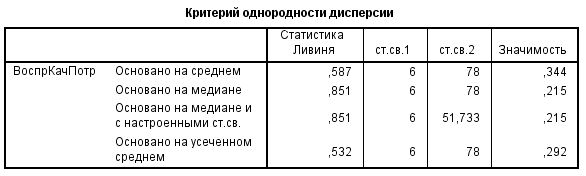 Критерий однородности дисперсии
Статистика Ливиня ст.св.1 ст.св.2 Значимость
ВоспрКачПотр Основано на среднем ,587 6 78 ,344
Основано на медиане ,851 6 78 ,215
Основано на медиане и с настроенными ст.св. ,851 6 51,733 ,215
Основано на усеченном среднем ,532 6 78 ,292